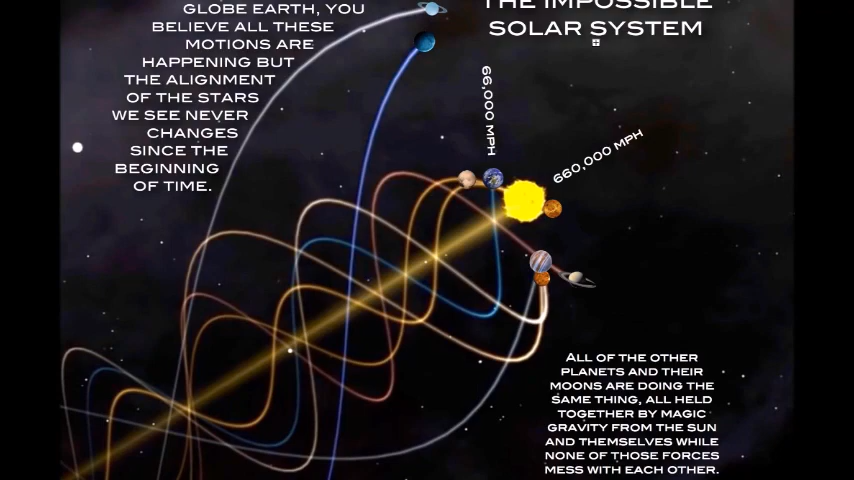 THE IMPOSSIBLE
SOLAR SYSTEM
GLOBE EARTH, YOU
BELIEVE ALL THESE
MOTIONS ARE
HAPPENING BUT
THE ALIGNMENT
OF THE STARS
WE SEE NEVER
CHANGES
SINCE THE
BEGINNING
OF TIME.
66,000 MPH
660,000 MPH
ALL OF THE OTHER
PLANETS AND THEIR
MOONS ARE DOING THE
SAME THING, ALL HELD
TOGETHER BY MAGIC
GRAVITY FROM THE SUN
AND THEMSELVES WHILE
NONE OF THOSE FORCES
MESS WITH EACH OTHER.